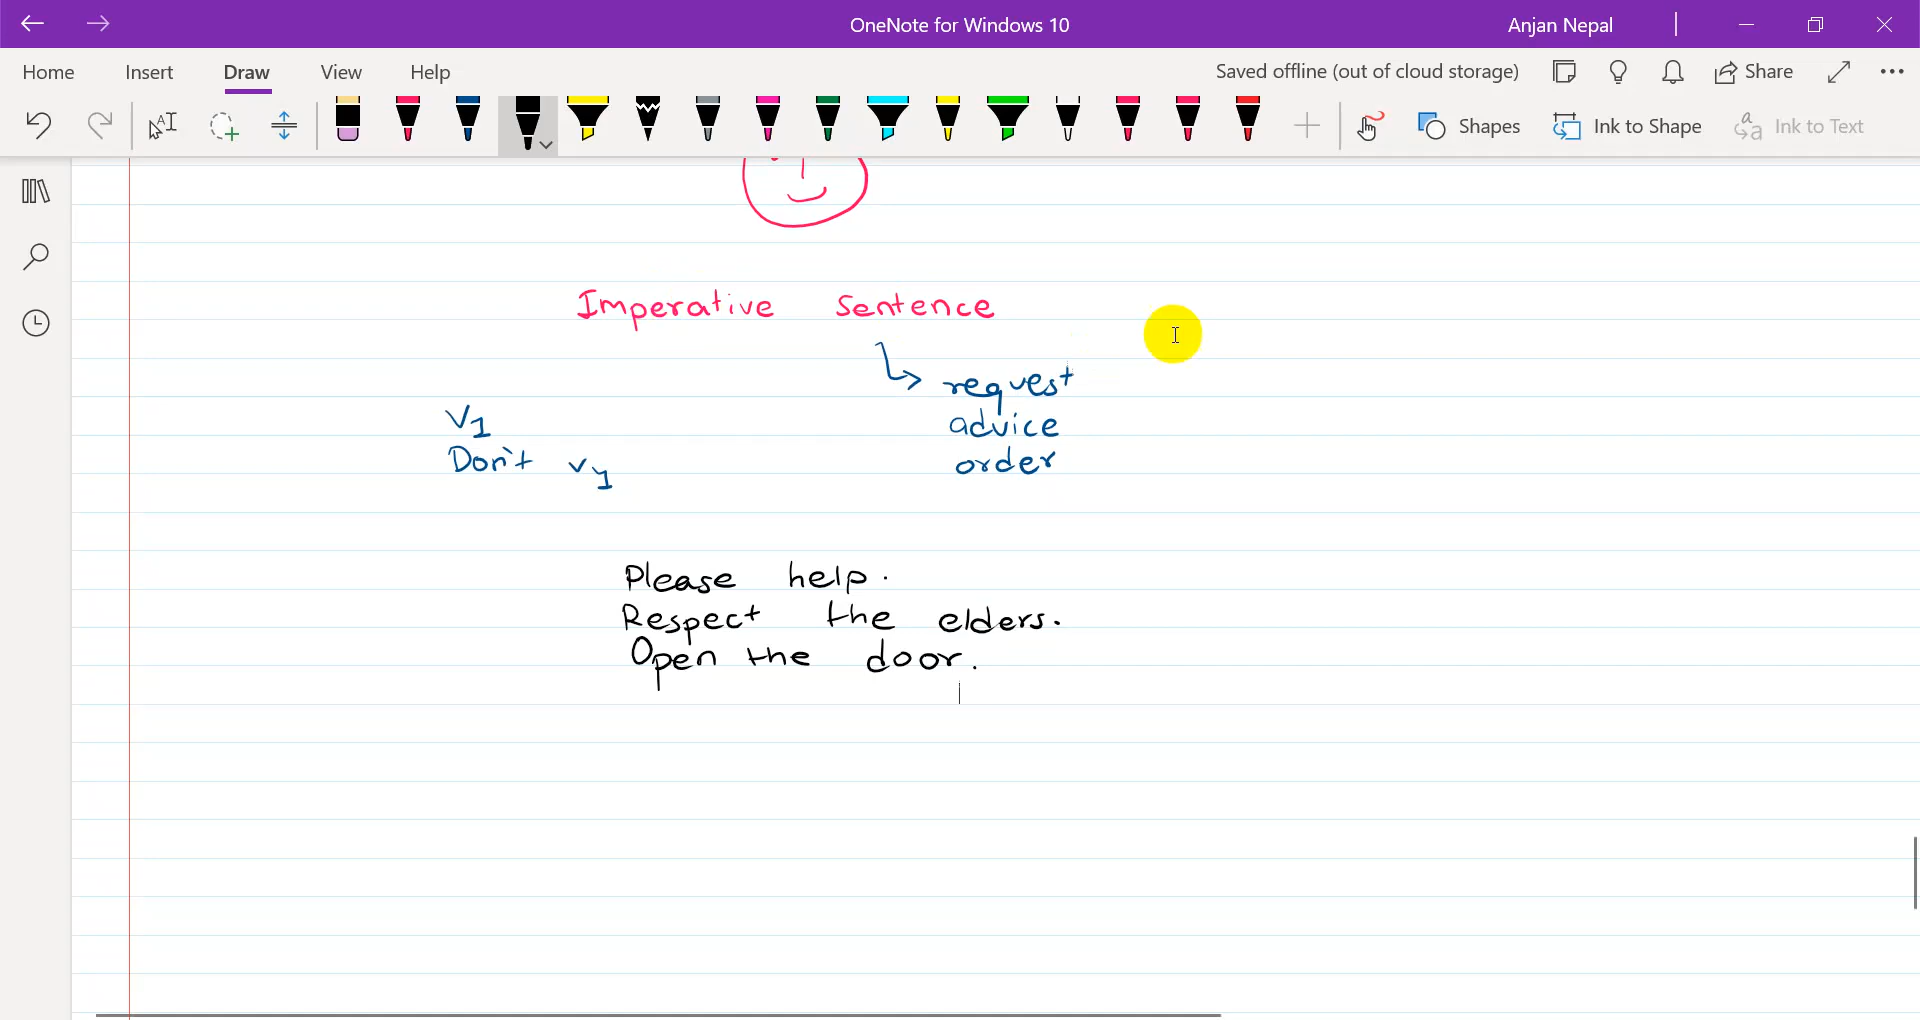 OneNote for Windows 10
Anjan Nepal
Home Insert Draw View Help
Saved offline (out of cloud storage)
Share
Shapes
Ink to Shape
Ink to Text
Imperative Sentence
request
advice
order
V1
Don't V1
Please help.
Respect the elders.
Open the door.